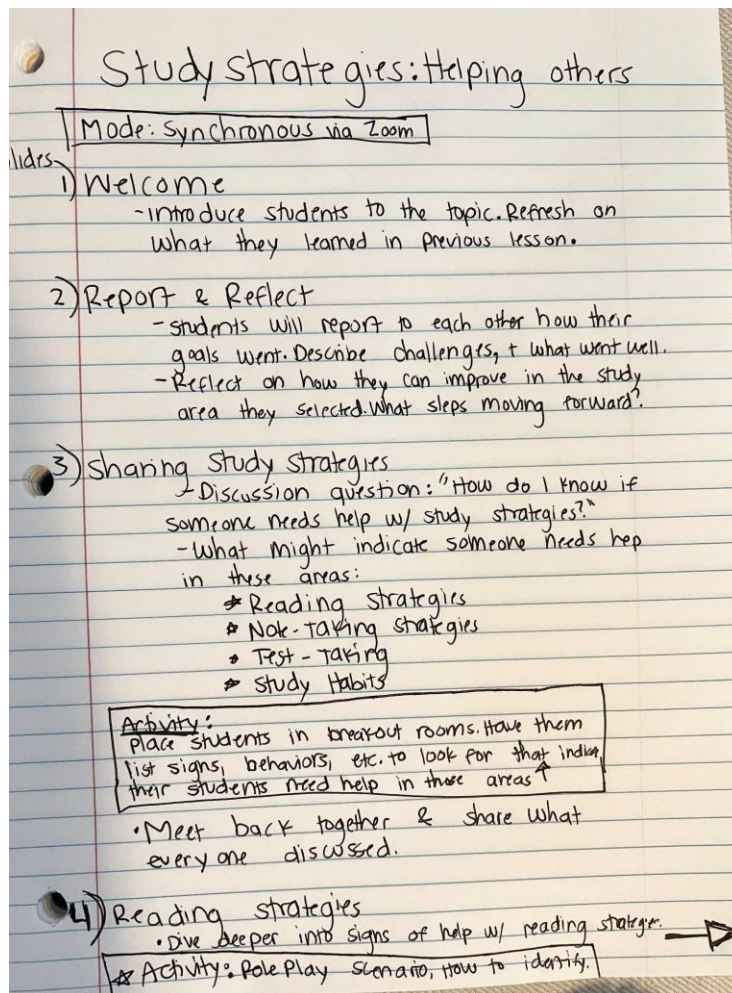 Study Strategies: Helping others
Mode: Synchronous via Zoom
lides
1) Welcome
-introduce students to the topic. Refresh on
what they learned in previous lesson.
2) Report & Reflect
-students will report to each other how their
goals went. Describe challenges, + what went well.
-Reflect on how they can improve in the study
area they selected. What steps moving forward?
3) Sharing Study Strategies
-Discussion question: "How do I know if
someone needs help w/ study strategies?"
-What might indicate someone needs hep
in these areas:
* Reading strategies
* Note-Taking strategies
* Test-Taking
* Study Habits
Activity:
place students in breakout rooms. Have them
list signs, behaviors, etc. to look for that indicate
their students need help in those areas ↑
•Meet back together & share what
every one discussed.
4) Reading strategies
•Dive deeper into signs of help w/ reading strategies. →
* Activity: Role Play scenario, How to identify.